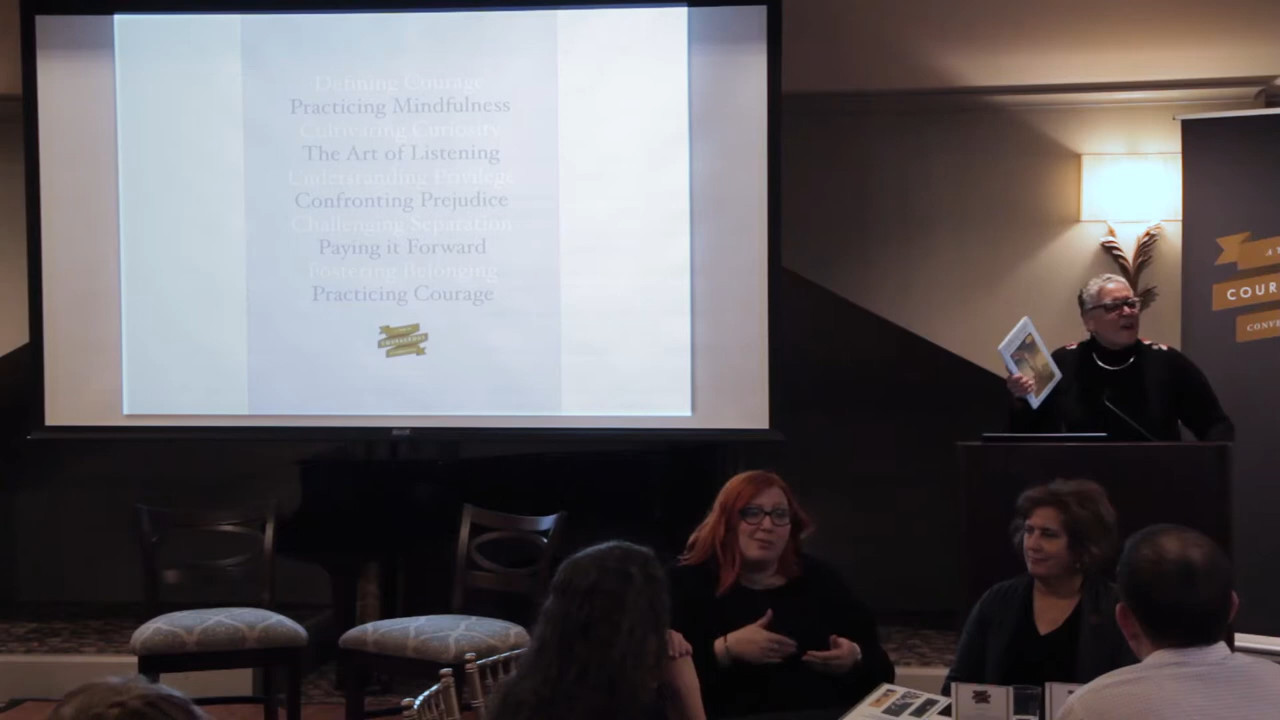 Defining Courage
Practicing Mindfulness
Cultivating Curiosity
The Art of Listening
Understanding Privilege
Confronting Prejudice
Challenging Separation
Paying it Forward
Fostering Belonging
Practicing Courage